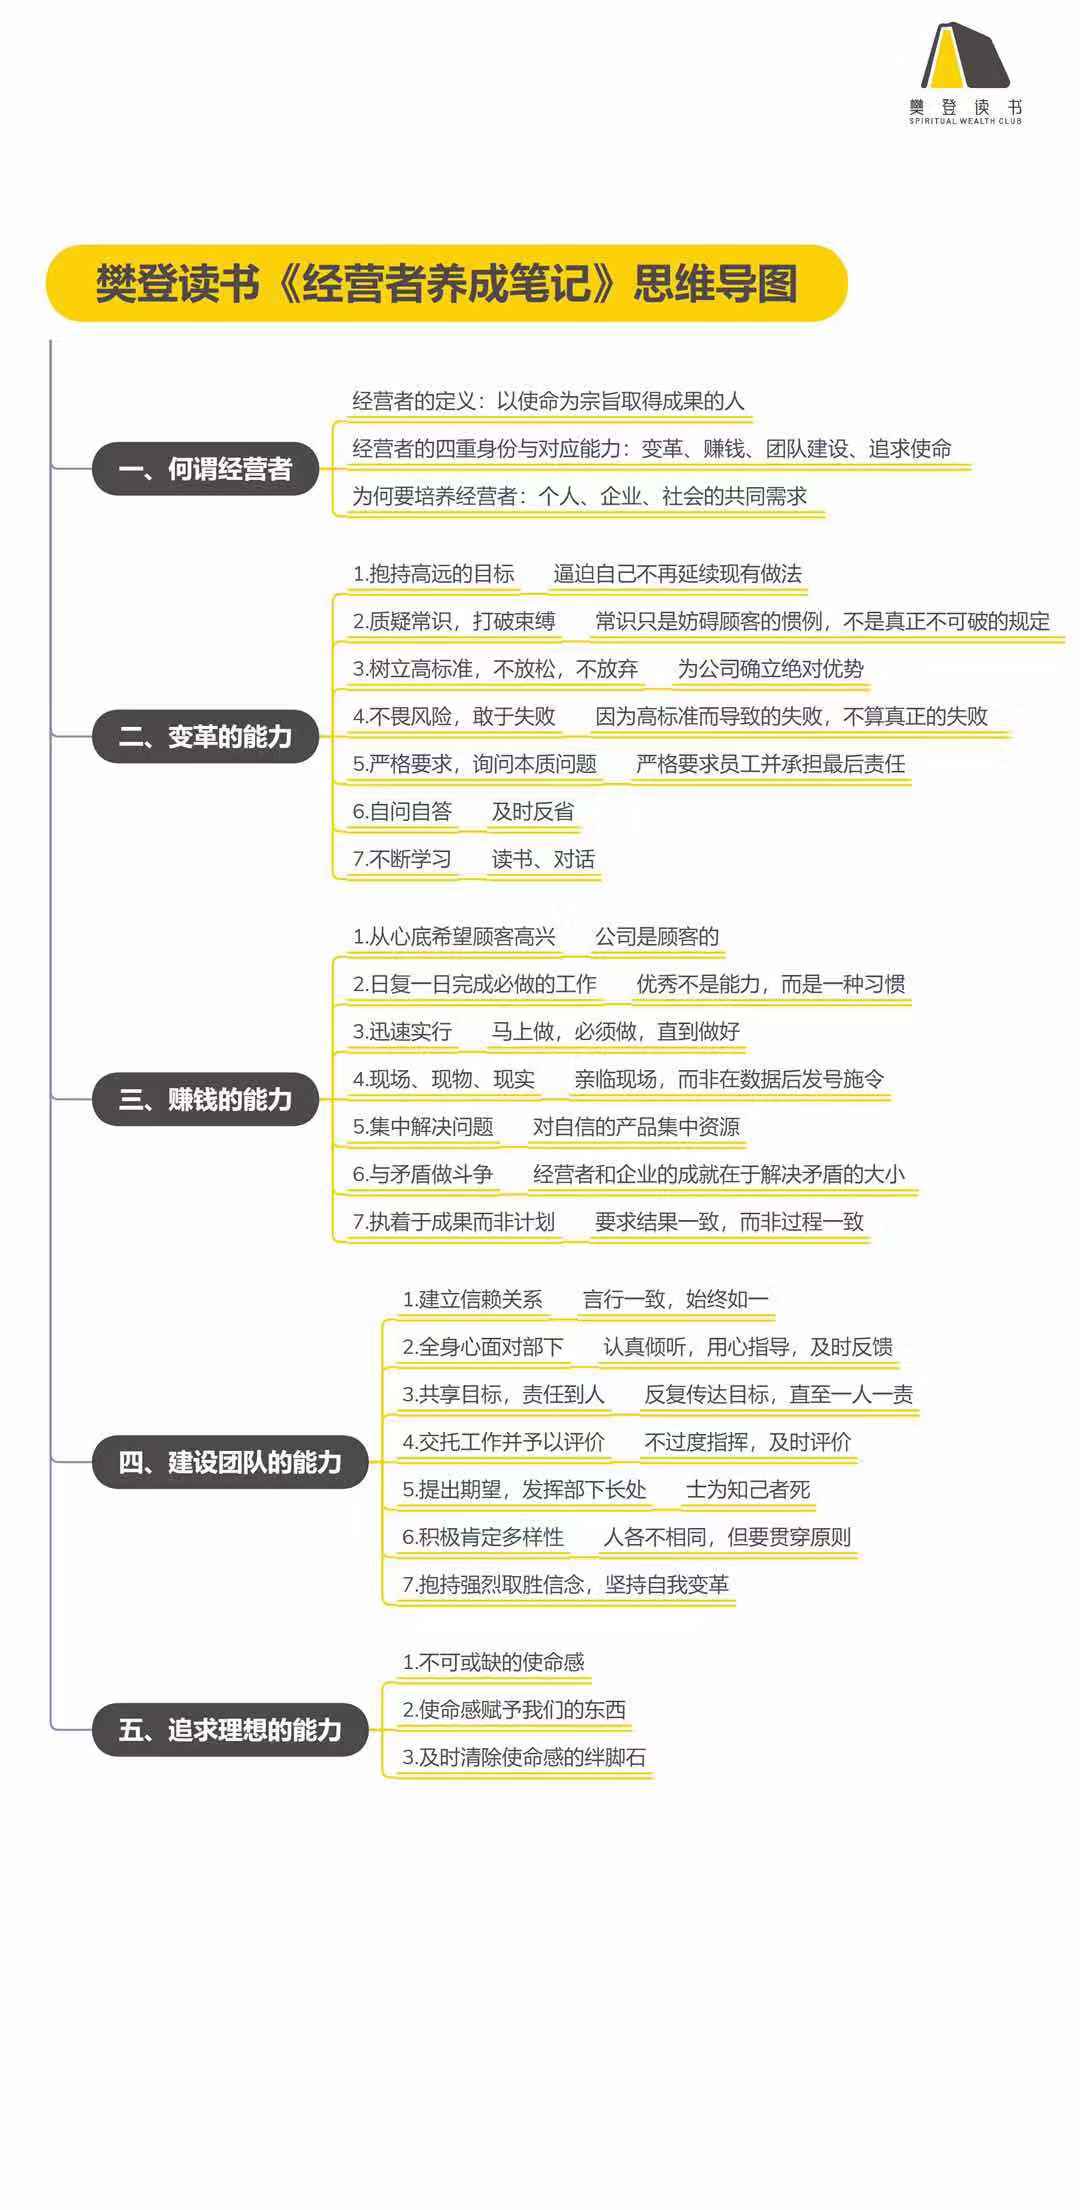 樊登读书
SPIRITUAL WEALTH CLUB
樊登读书《经营者养成笔记》思维导图
一、何谓经营者
经营者的定义：以使命为宗旨取得成果的人
经营者的四重身份与对应能力：变革、赚钱、团队建设、追求使命
为何要培养经营者：个人、企业、社会的共同需求
二、变革的能力
1.抱持高远的目标 逼迫自己不再延续现有做法
2.质疑常识，打破束缚 常识只是妨碍顾客的惯例，不是真正不可破的规定
3.树立高标准，不放松，不放弃 为公司确立绝对优势
4.不畏风险，敢于失败 因为高标准而导致的失败，不算真正的失败
5.严格要求，询问本质问题 严格要求员工并承担最后责任
6.自问自答 及时反省
7.不断学习 读书、对话
三、赚钱的能力
1.从心底希望顾客高兴 公司是顾客的
2.日复一日完成必做的工作 优秀不是能力，而是一种习惯
3.迅速实行 马上做，必须做，直到做好
4.现场、现物、现实 亲临现场，而非在数据后发号施令
5.集中解决问题 对自信的产品集中资源
6.与矛盾做斗争 经营者和企业的成就在于解决矛盾的大小
7.执着于成果而非计划 要求结果一致，而非过程一致
四、建设团队的能力
1.建立信赖关系 言行一致，始终如一
2.全身心面对部下 认真倾听，用心指导，及时反馈
3.共享目标，责任到人 反复传达目标，直至一人一责
4.交托工作并予以评价 不过度指挥，及时评价
5.提出期望，发挥部下长处 士为知己者死
6.积极肯定多样性 人各不相同，但要贯穿原则
7.抱持强烈取胜信念，坚持自我变革
五、追求理想的能力
1.不可或缺的使命感
2.使命感赋予我们的东西
3.及时清除使命感的绊脚石